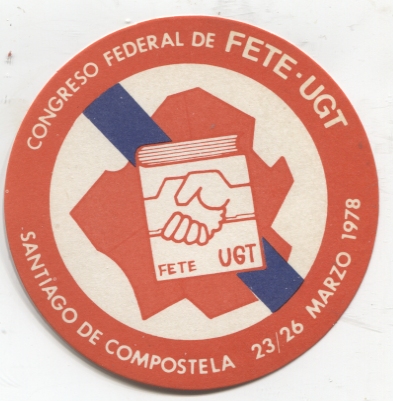 CONGRESO FEDERAL DE FETE-UGT
FETE UGT
SANTIAGO DE COMPOSTELA 23/26 MARZO 1978